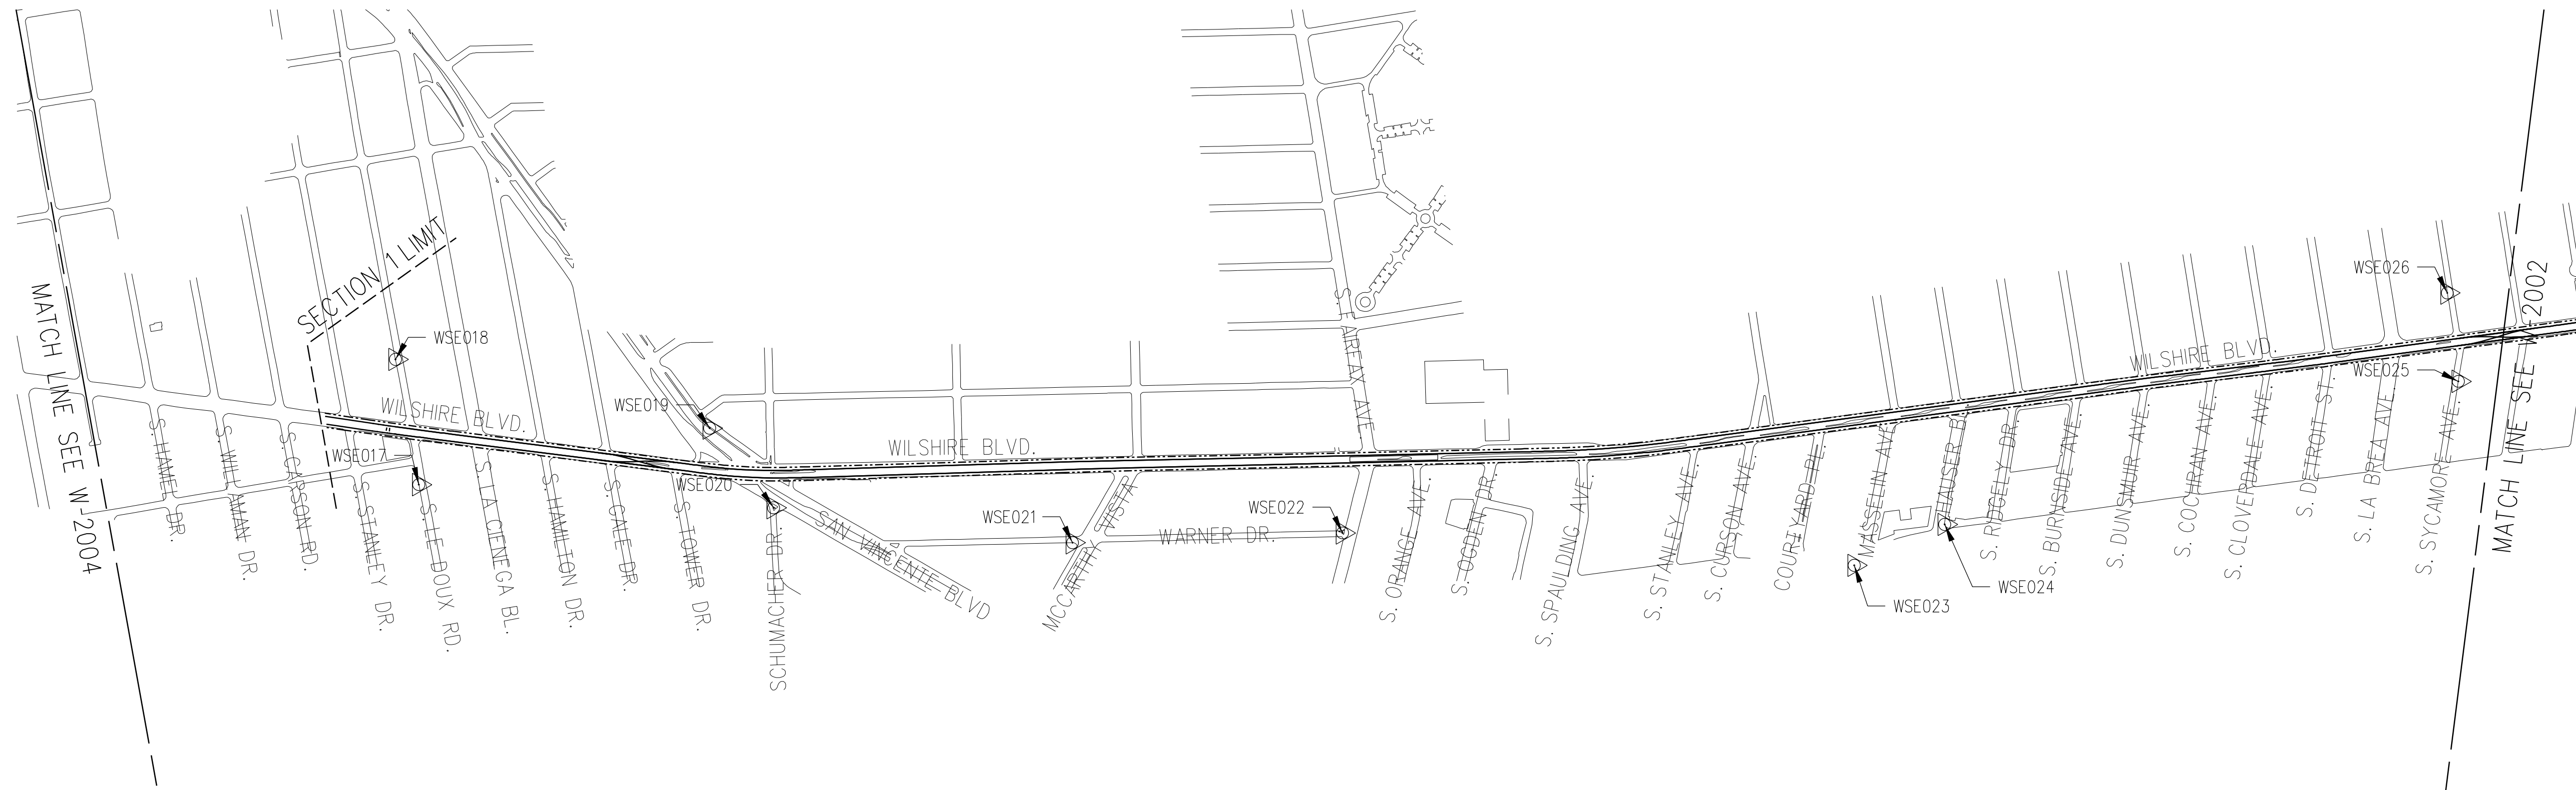 MATCH LINE SEE W-2004
SECTION 1 LIMIT
WSE018
WSE017
WILSHIRE BLVD.
WSE019
WSE020
WILSHIRE BLVD.
WSE021
WSE022
WARNER DR.
WSE023
WSE024
WILSHIRE BLVD.
WSE025
WSE026
MATCH LINE SEE W-2002
DR.
S. WILLAMAN DR.
S. CARSON RD.
S. STANLEY DR.
S. LE DOUX RD.
S. LA CIENEGA BL.
S. HAMILTON DR.
S. GALE DR.
S. TOWER DR.
SCHUMACHER DR.
SAN VINCENTE BLVD
MCCARTHY VISTA
S. FAIRFAX AVE
S. ORANGE AVE.
S. OGDEN DR.
S. SPAULDING AVE.
S. STANLEY AVE.
S. CURSON AVE.
COURTYARD PL.
MASSELIN AV.
HAUSER B
S. RIDGELEY DR.
S. BURNSIDE AVE.
S. DUNSMUIR AVE.
S. COCHRAN AVE.
S. CLOVERDALE AVE.
S. DETROIT ST.
S. LA BREA AVE.
S. SYCAMORE AVE.